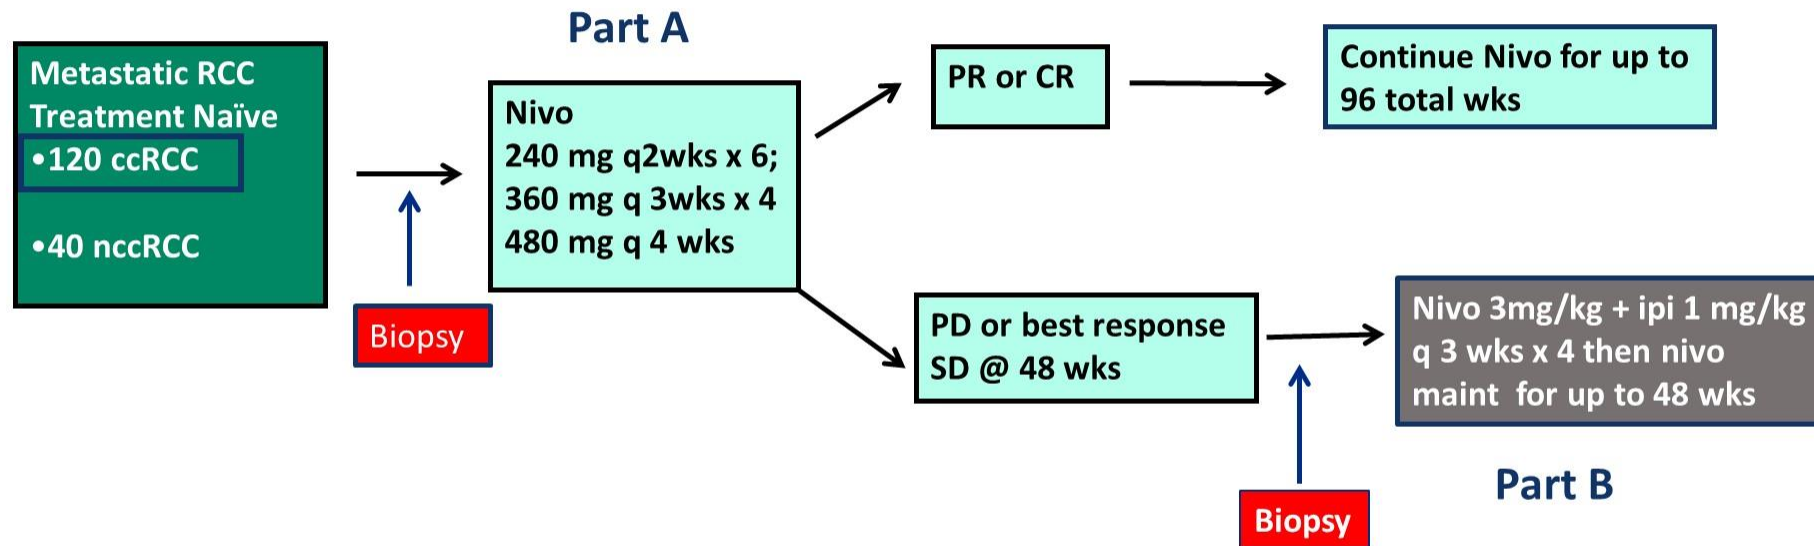 Part A
Metastatic RCC
Treatment Naïve
•120 ccRCC
•40 nccRCC
Biopsy
Nivo
240 mg q2wks x 6;
360 mg q 3wks x 4
480 mg q 4 wks
PR or CR
Continue Nivo for up to
96 total wks
PD or best response
SD @ 48 wks
Biopsy
Nivo 3mg/kg + ipi 1 mg/kg
q 3 wks x 4 then nivo
maint for up to 48 wks
Part B